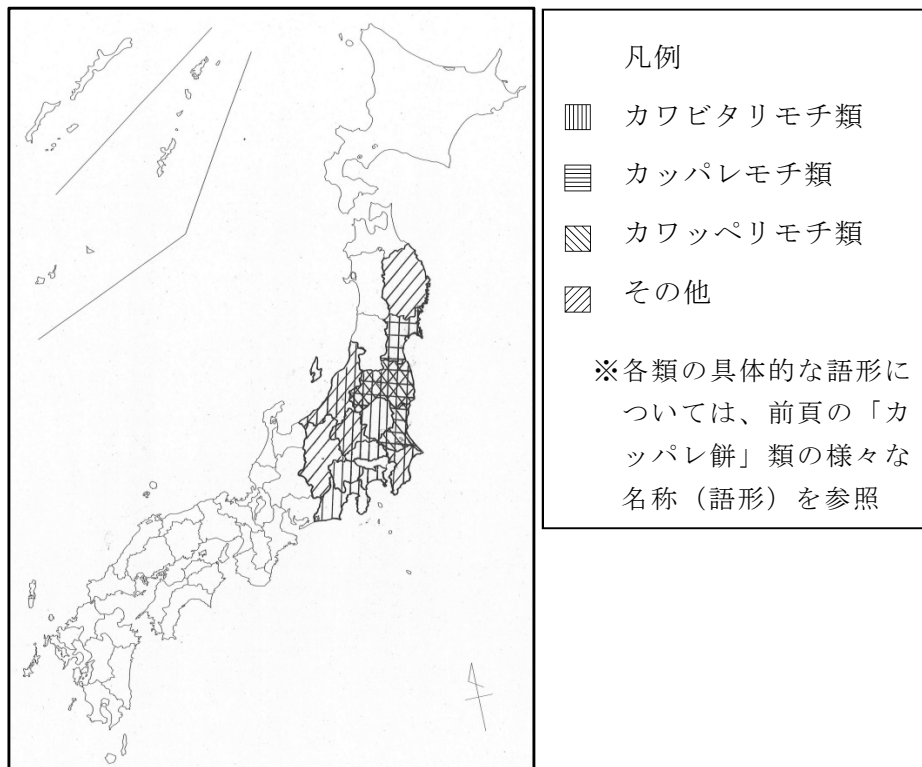 凡例
カワビタリモチ類
カッパレモチ類
カワッペリモチ類
その他
※各類の具体的な語形に
ついては、前頁の「カ
ッパレ餅」類の様々な
名称（語形）を参照